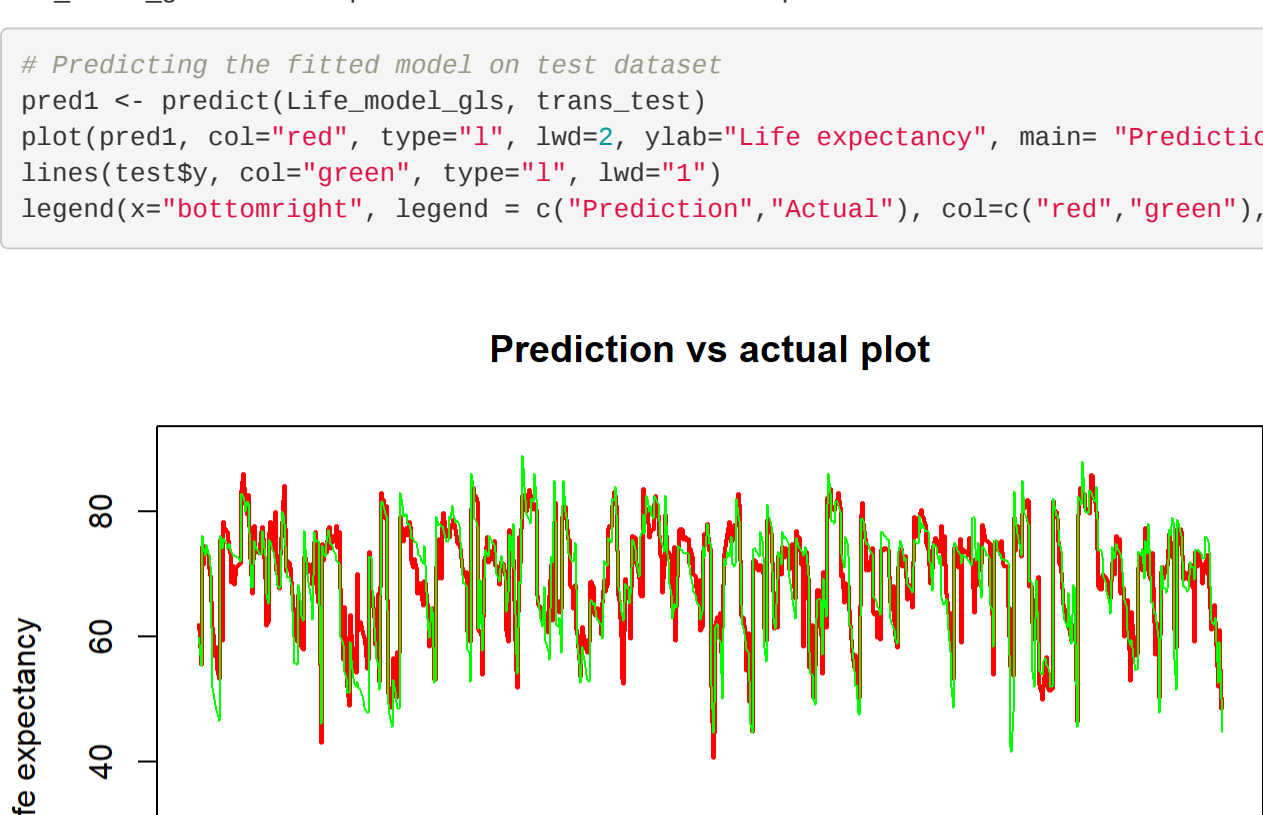 # Predicting the fitted model on test dataset
pred1 <- predict(Life_model_gls, trans_test)
plot(pred1, col="red", type="l", lwd=2, ylab="Life expectancy", main= "Predictio
lines(test$y, col="green", type="l", lwd="1")
legend(x="bottomright", legend = c("Prediction","Actual"), col=c("red","green"),
Prediction vs actual plot
80
60
40
fe expectancy